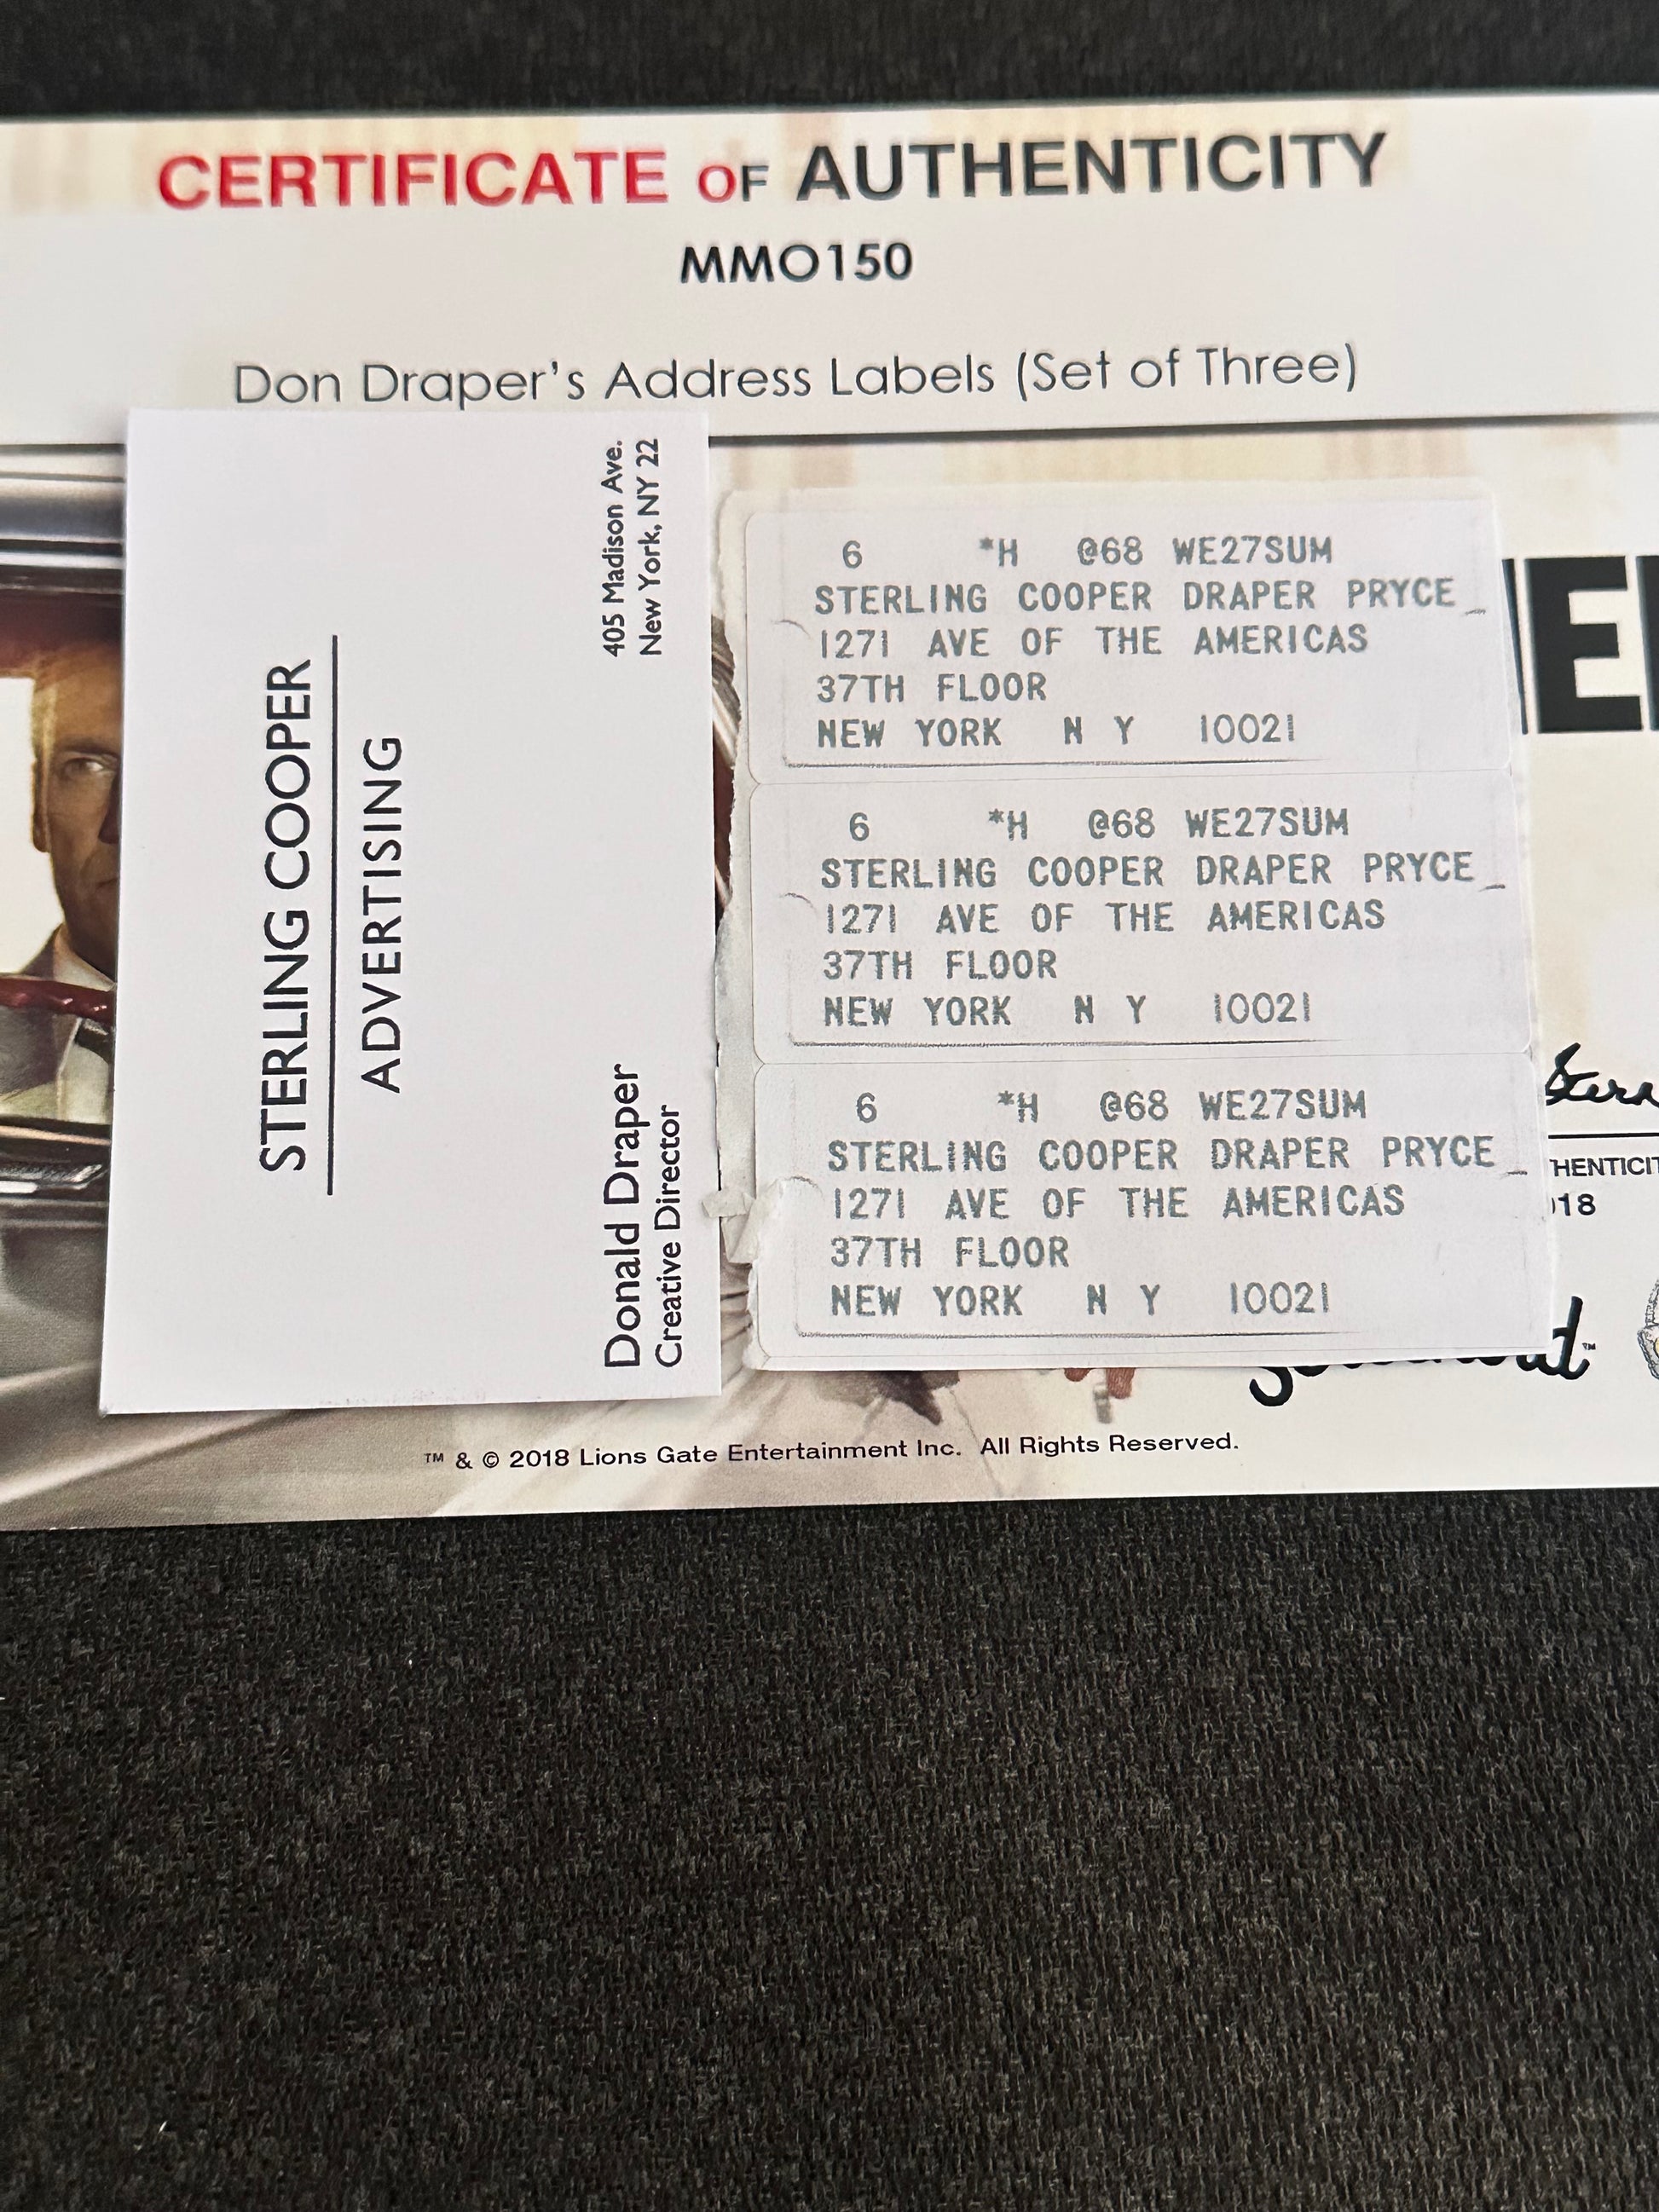 CERTIFICATE OF AUTHENTICITY
MMO150
Don Draper's Address Labels (Set of Three)
STERLING COOPER
ADVERTISING
Donald Draper
Creative Director
405 Madison Ave.
New York, NY 22
6 *H @68 WE27SUM
STERLING COOPER DRAPER PRYCE_
1271 AVE OF THE AMERICAS
37TH FLOOR
NEW YORK N Y 10021
6 *H @68 WE27SUM
STERLING COOPER DRAPER PRYCE_
1271 AVE OF THE AMERICAS
37TH FLOOR
NEW YORK N Y 10021
6 *H @68 WE27SUM
STERLING COOPER DRAPER PRYCE_
1271 AVE OF THE AMERICAS
37TH FLOOR
NEW YORK N Y 10021
™ & © 2018 Lions Gate Entertainment Inc. All Rights Reserved.